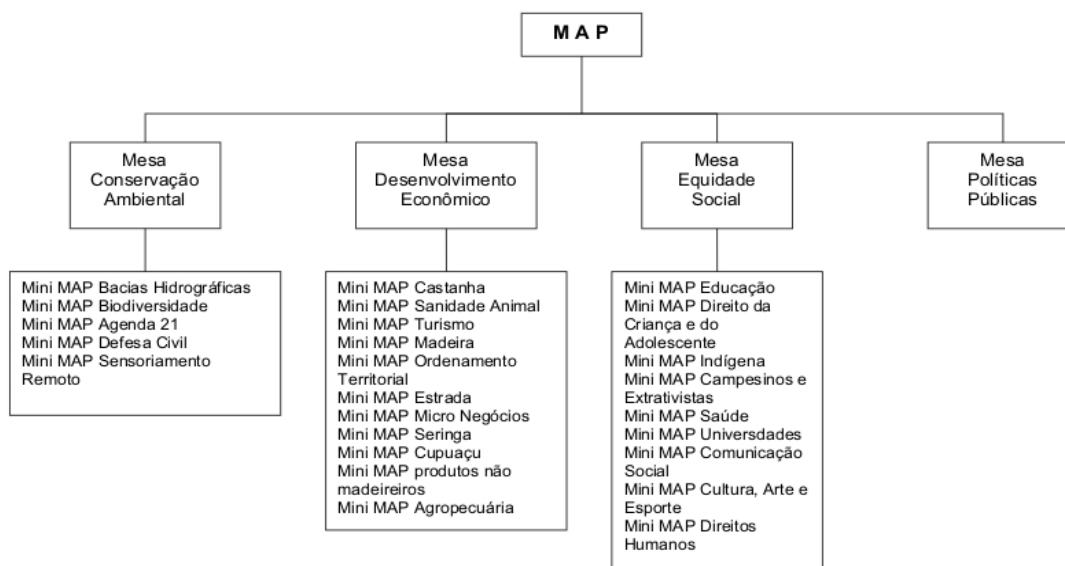 M A P
Mesa
Conservação
Ambiental
Mesa
Desenvolvimento
Econômico
Mesa
Equidade
Social
Mesa
Políticas
Públicas
Mini MAP Bacias Hidrográficas
Mini MAP Biodiversidade
Mini MAP Agenda 21
Mini MAP Defesa Civil
Mini MAP Sensoriamento
Remoto
Mini MAP Castanha
Mini MAP Sanidade Animal
Mini MAP Turismo
Mini MAP Madeira
Mini MAP Ordenamento
Territorial
Mini MAP Estrada
Mini MAP Micro Negócios
Mini MAP Seringa
Mini MAP Cupuaçu
Mini MAP produtos não
madeireiros
Mini MAP Agropecuária
Mini MAP Educação
Mini MAP Direito da
Criança e do
Adolescente
Mini MAP Indígena
Mini MAP Campesinos e
Extrativistas
Mini MAP Saúde
Mini MAP Universdades
Mini MAP Comunicação
Social
Mini MAP Cultura, Arte e
Esporte
Mini MAP Direitos
Humanos